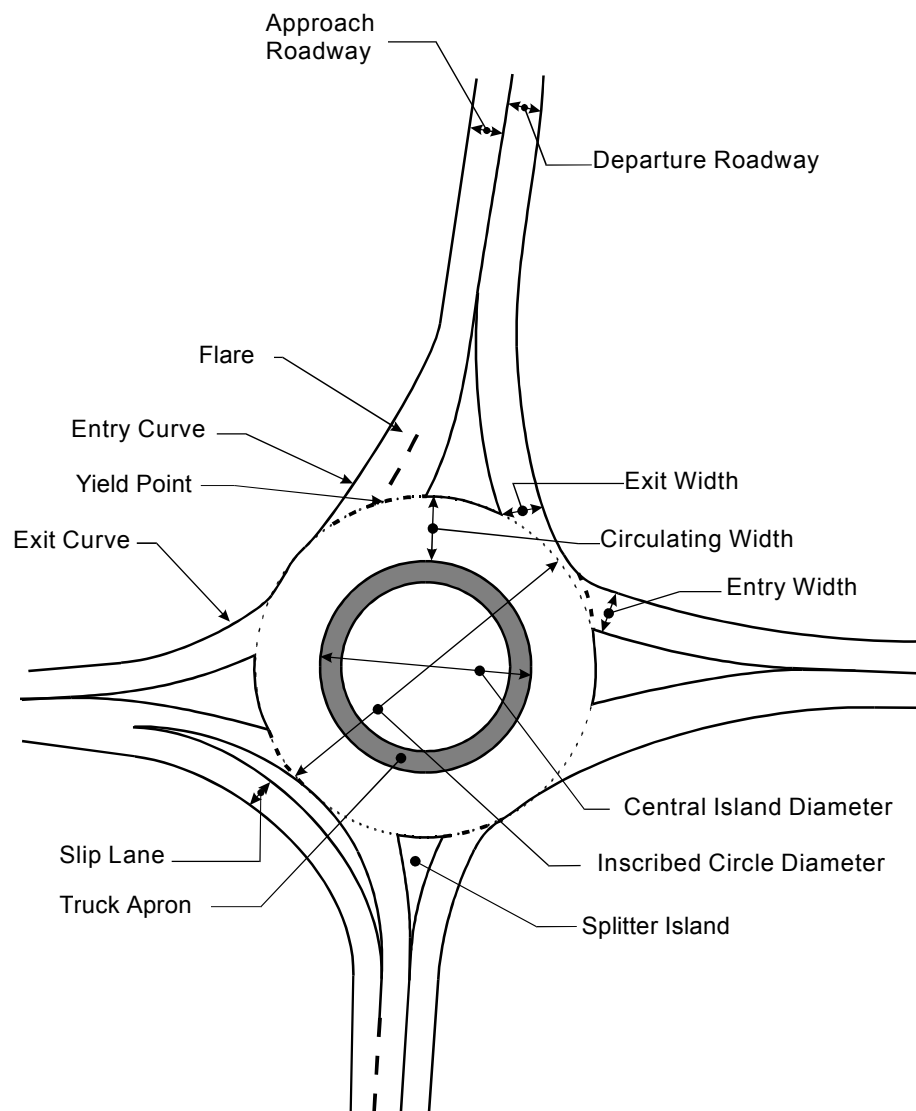 Approach
Roadway
Departure Roadway
Flare
Entry Curve
Yield Point
Exit Width
Exit Curve
Circulating Width
Entry Width
Central Island Diameter
Slip Lane
Inscribed Circle Diameter
Truck Apron
Splitter Island